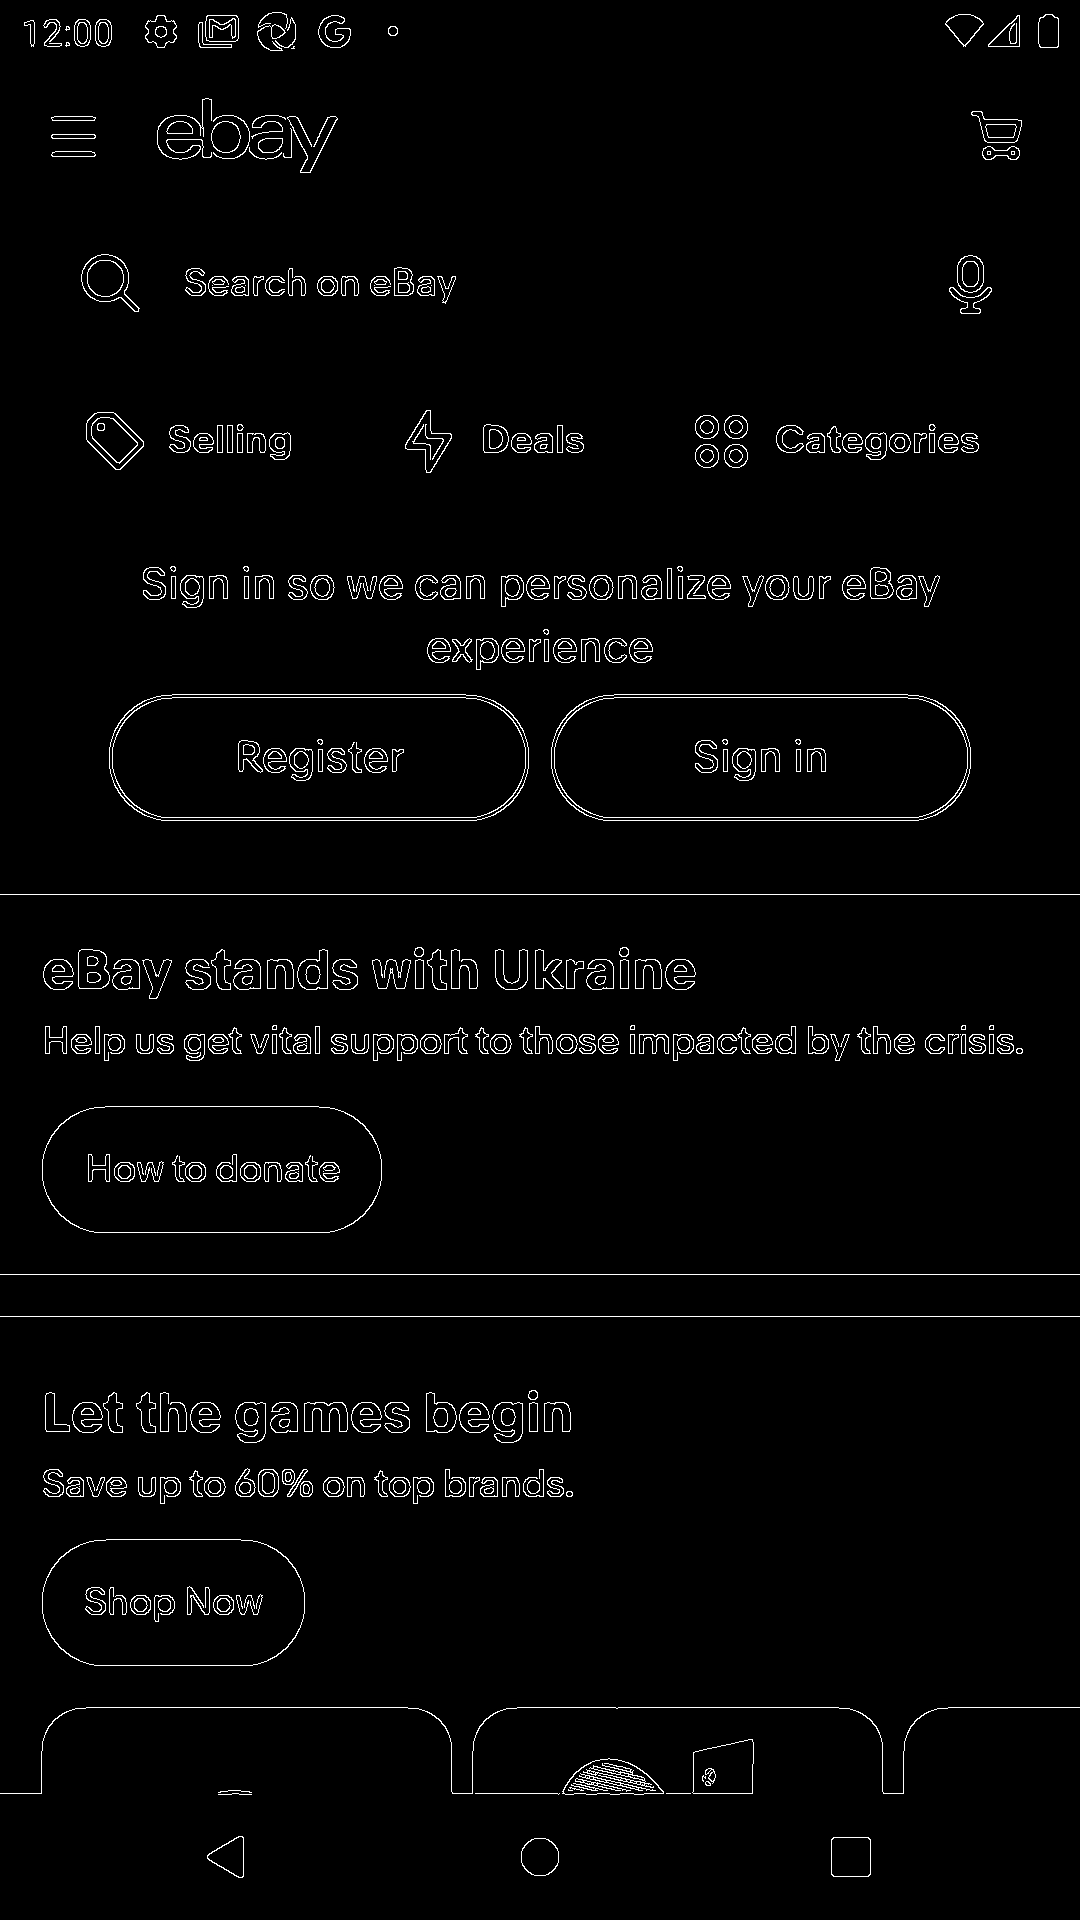 12:00
ebay
Search on eBay
Selling
Deals
Categories
Sign in so we can personalize your eBay
experience
Register
Sign in
eBay stands with Ukraine
Help us get vital support to those impacted by the crisis.
How to donate
Let the games begin
Save up to 60% on top brands.
Shop Now